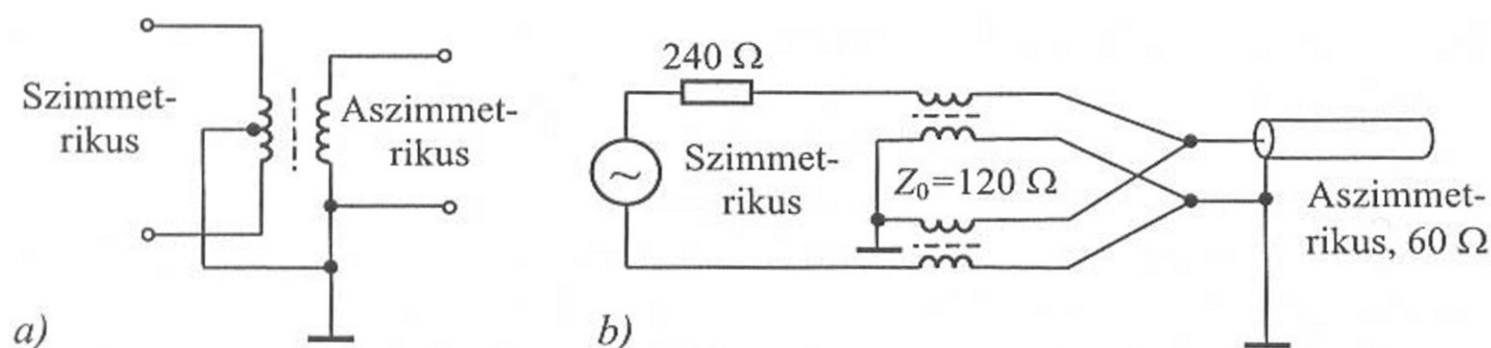 Szimmet-
rikus
Aszimmet-
rikus
a)
240 Ω
~
Szimmet-
rikus
Z₀=120 Ω
Aszimmet-
rikus, 60 Ω
b)